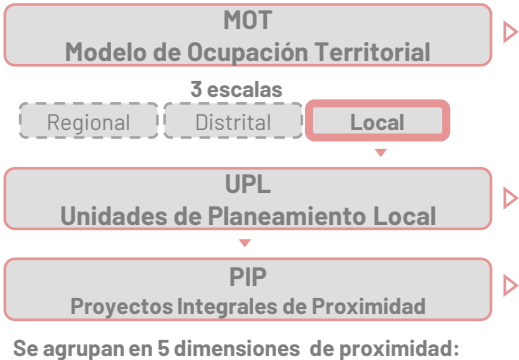 MOT
Modelo de Ocupación Territorial
3 escalas
Regional Distrital Local
UPL
Unidades de Planeamiento Local
PIP
Proyectos Integrales de Proximidad
Se agrupan en 5 dimensiones de proximidad: